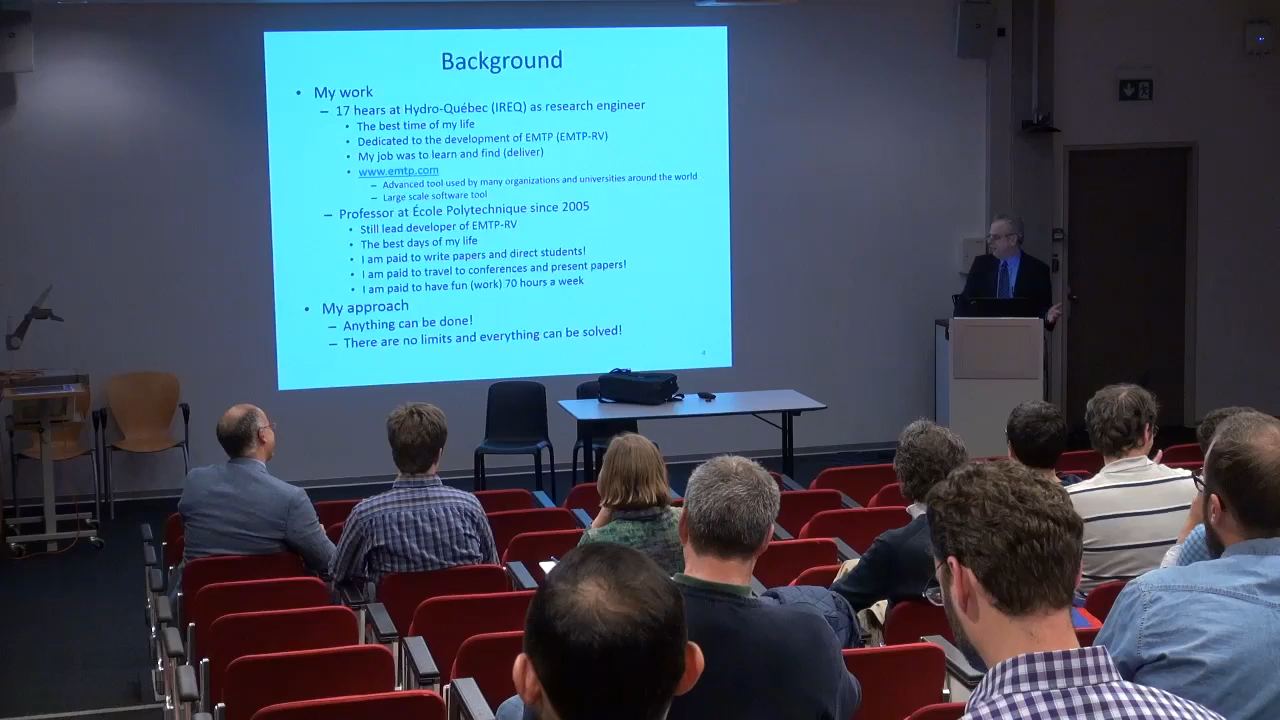 Background
• My work
– 17 hears at Hydro-Québec (IREQ) as research engineer
• The best time of my life
• Dedicated to the development of EMTP (EMTP-RV)
• My job was to learn and find (deliver)
• www.emtp.com
– Advanced tool used by many organizations and universities around the world
– Large scale software tool
– Professor at École Polytechnique since 2005
• Still lead developer of EMTP-RV
• The best days of my life
• I am paid to write papers and direct students!
• I am paid to travel to conferences and present papers!
• I am paid to have fun (work) 70 hours a week
• My approach
– Anything can be done!
– There are no limits and everything can be solved!
4